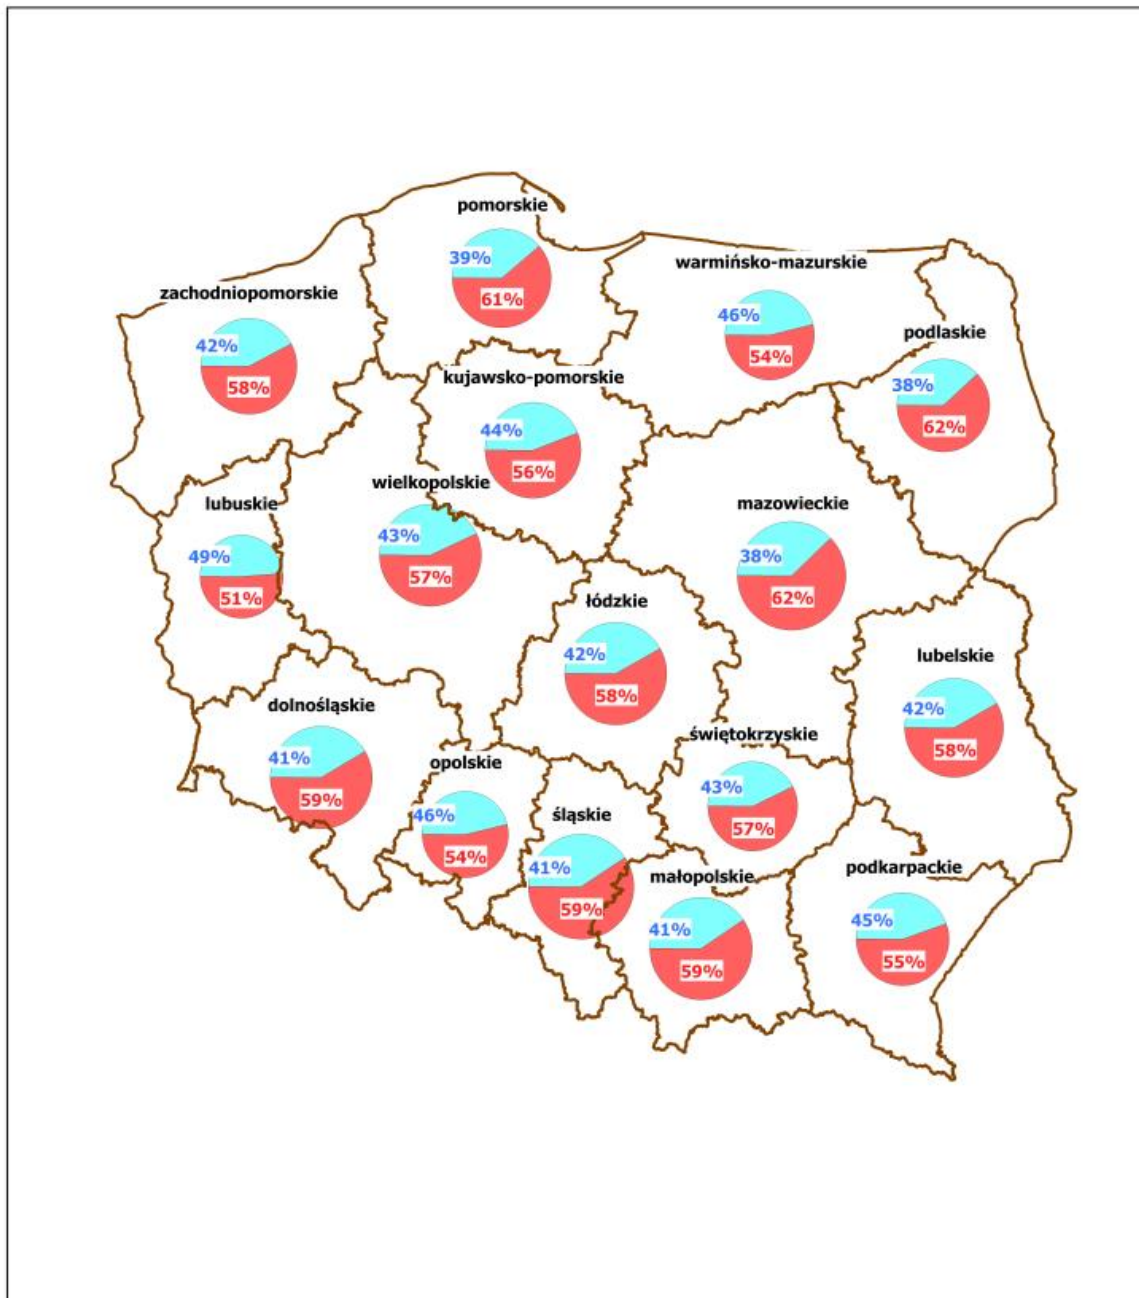 pomorskie
39%
61%
warmińsko-mazurskie
46%
54%
zachodniopomorskie
42%
58%
podlaskie
38%
62%
kujawsko-pomorskie
44%
56%
wielkopolskie
43%
57%
lubuskie
49%
51%
mazowieckie
38%
62%
łódzkie
42%
58%
lubelskie
42%
58%
dolnośląskie
41%
59%
opolskie
46%
54%
świętokrzyskie
43%
57%
śląskie
41%
59%
małopolskie
41%
59%
podkarpackie
45%
55%